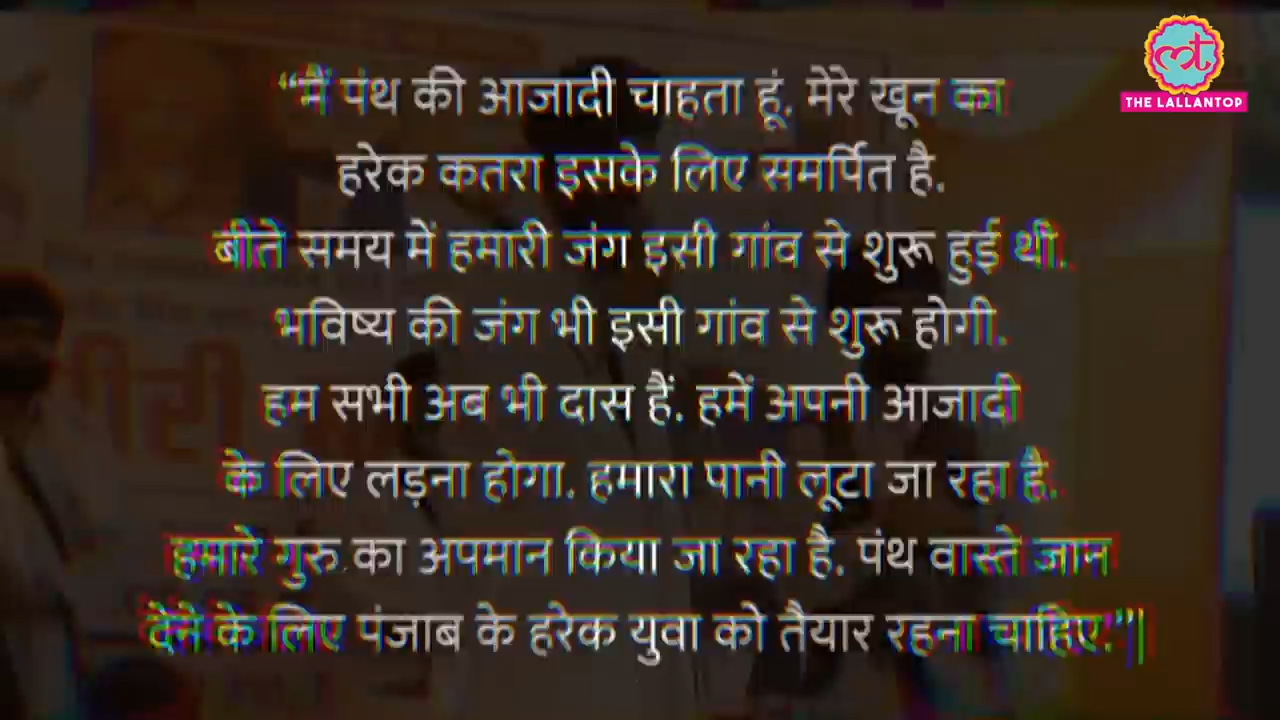 “मैं पंथ की आजादी चाहता हूं. मेरे खून का
हरेक कतरा इसके लिए समर्पित है.
बीते समय में हमारी जंग इसी गांव से शुरू हुई थी.
भविष्य की जंग भी इसी गांव से शुरू होगी.
हम सभी अब भी दास हैं. हमें अपनी आजादी
के लिए लड़ना होगा. हमारा पानी लूटा जा रहा है.
हमारे गुरु का अपमान किया जा रहा है. पंथ वास्ते जान
देने के लिए पंजाब के हरेक युवा को तैयार रहना चाहिए.”|
THE LALLANTOP